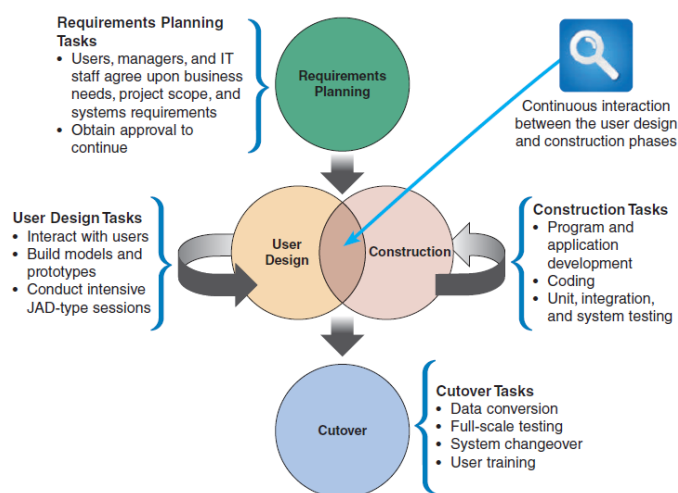 Requirements Planning
Tasks
• Users, managers, and IT
staff agree upon business
needs, project scope, and
systems requirements
• Obtain approval to
continue
Requirements
Planning
Continuous interaction
between the user design
and construction phases
User Design Tasks
• Interact with users
• Build models and
prototypes
• Conduct intensive
JAD-type sessions
User
Design
Construction
Construction Tasks
• Program and
application
development
• Coding
• Unit, integration,
and system testing
Cutover
Cutover Tasks
• Data conversion
• Full-scale testing
• System changeover
• User training